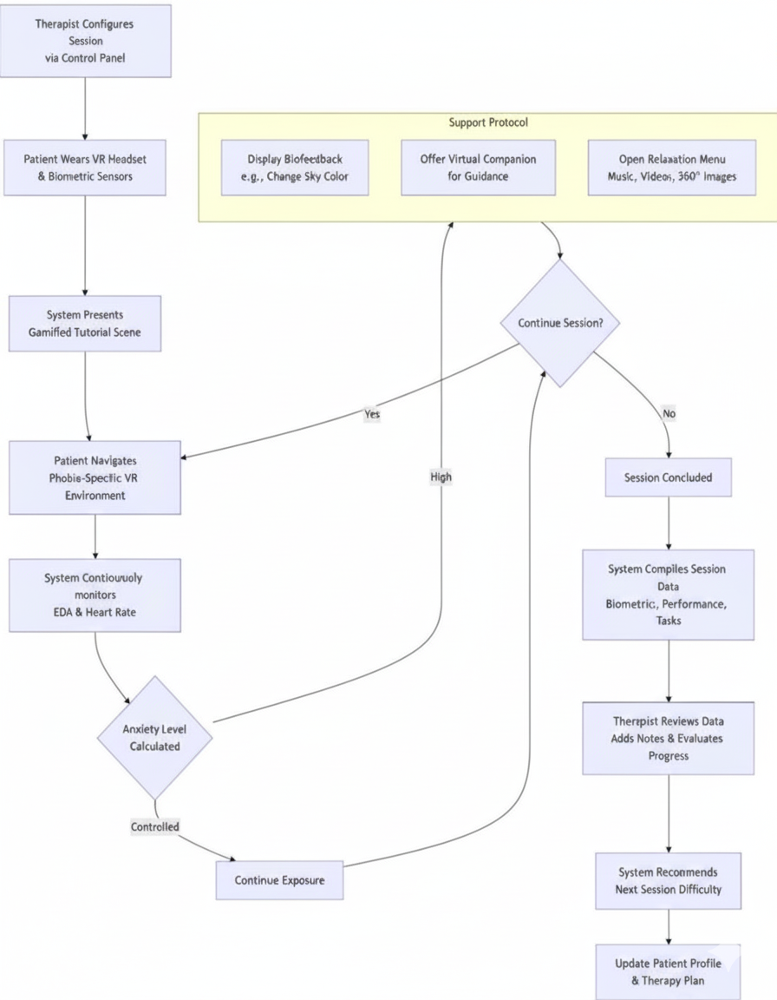 Therapist Configures
Session
via Control Panel
Patient Wears VR Headset
& Biometric Sensors
System Presents
Gamified Tutorial Scene
Patient Navigates
Phobia-Specific VR
Environment
System Contiouuoly
monitors
EDA & Heart Rate
Anxiety Level
Calculated
Controlled
Continue Exposure
High
Support Protocol
Display Biofeedback
e.g., Change Sky Color
Offer Virtual Companion
for Guidance
Open Relaxation Menu
Music, Videos, 360° Images
Continue Session?
Yes
No
Session Concluded
System Compiles Session
Data
Biometric, Performance,
Tasks
Therapist Reviews Data
Adds Notes & Evaluates
Progress
System Recommends
Next Session Difficulty
Update Patient Profile
& Therapy Plan